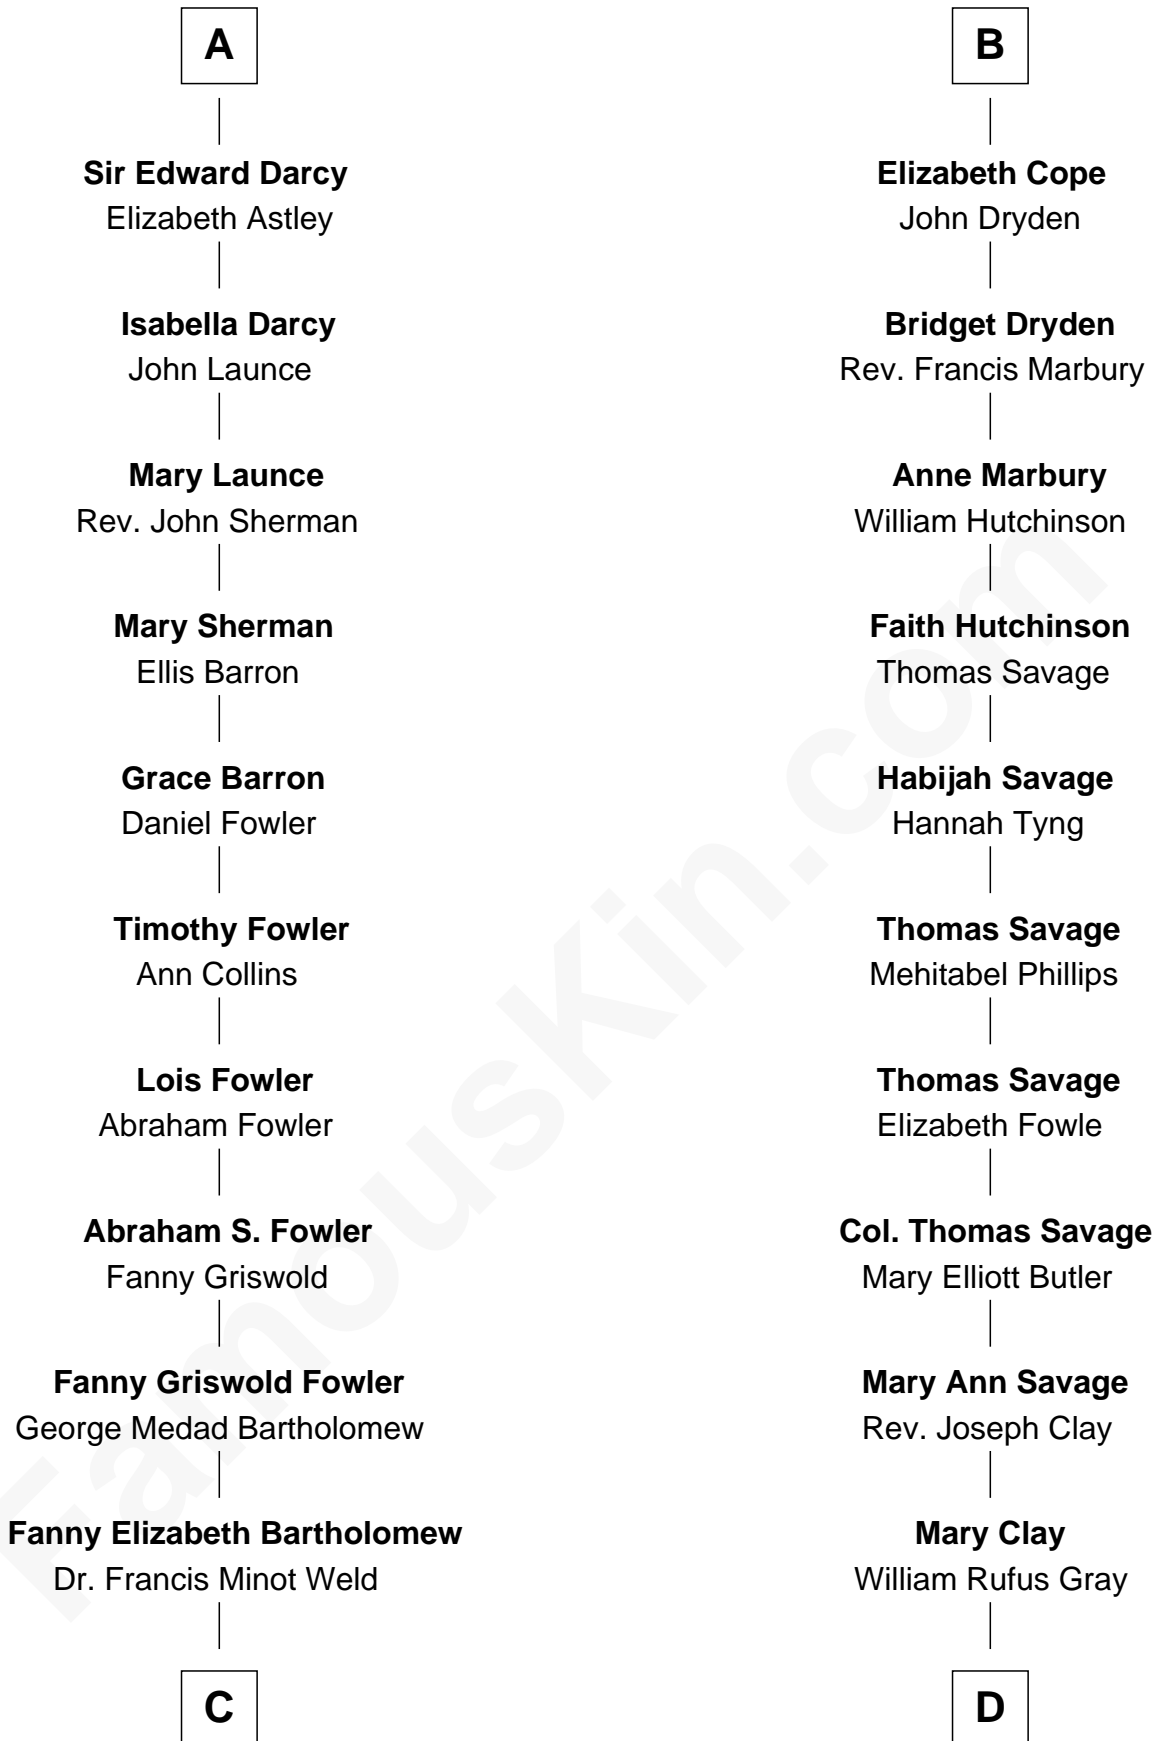 A
Sir Edward Darcy
Elizabeth Astley
Isabella Darcy
John Launce
Mary Launce
Rev. John Sherman
Mary Sherman
Ellis Barron
Grace Barron
Daniel Fowler
Timothy Fowler
Ann Collins
Lois Fowler
Abraham Fowler
Abraham S. Fowler
Fanny Griswold
Fanny Griswold Fowler
George Medad Bartholomew
Fanny Elizabeth Bartholomew
Dr. Francis Minot Weld
C
B
Elizabeth Cope
John Dryden
Bridget Dryden
Rev. Francis Marbury
Anne Marbury
William Hutchinson
Faith Hutchinson
Thomas Savage
Habijah Savage
Hannah Tyng
Thomas Savage
Mehitabel Phillips
Thomas Savage
Elizabeth Fowle
Col. Thomas Savage
Mary Elliott Butler
Mary Ann Savage
Rev. Joseph Clay
Mary Clay
William Rufus Gray
D
FamousKin.com